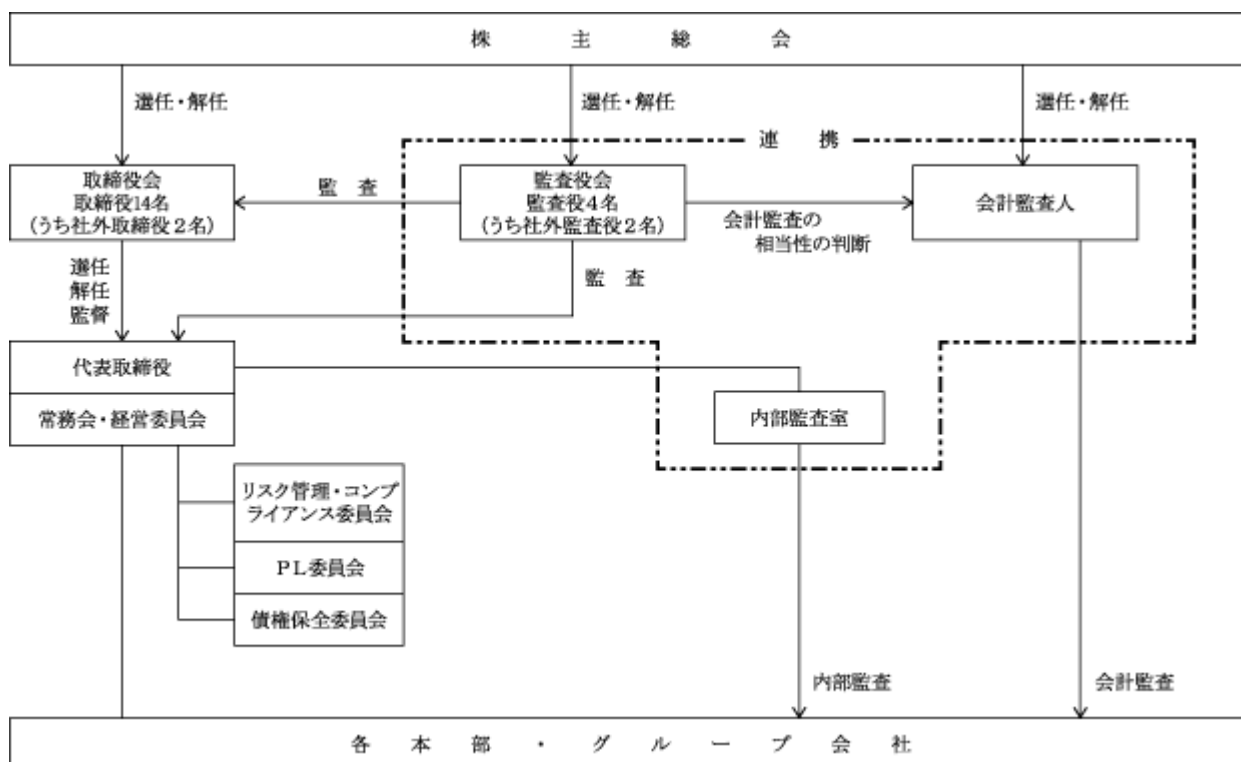 株主総会
選任・解任
選任・解任
選任・解任
連携
取締役会
取締役14名
(うち社外取締役2名)
監査
監査役会
監査役4名
(うち社外監査役2名)
会計監査の
相当性の判断
会計監査人
選任
解任
監督
監査
代表取締役
常務会・経営委員会
内部監査室
リスク管理・コンプ
ライアンス委員会
PL委員会
債権保全委員会
内部監査
会計監査
各本部・グループ会社